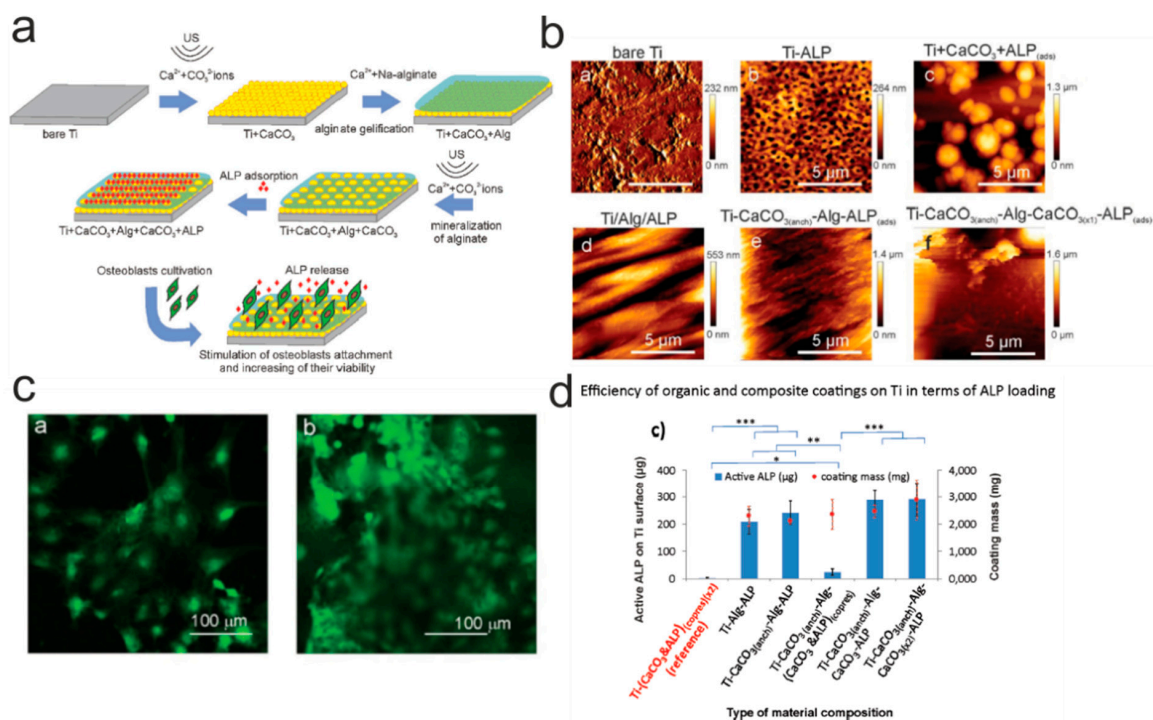 a
US
Ca²⁺+CO₃²⁻ions
bare Ti
Ti+CaCO₃
Ca²⁺+Na-alginate
alginate gelification
Ti+CaCO₃+Alg
US
Ca²⁺+CO₃²⁻ions
mineralization
of alginate
Ti+CaCO₃+Alg+CaCO₃
ALP adsorption
Ti+CaCO₃+Alg+CaCO₃+ALP
Osteoblasts cultivation
ALP release
Stimulation of osteoblasts attachment
and increasing of their viability
b
bare Ti
a
232 nm
0 nm
Ti-ALP
b
264 nm
0 nm
5 µm
Ti+CaCO₃+ALP(ads)
c
1.3 µm
0 nm
5 µm
Ti/Alg/ALP
d
553 nm
0 nm
5 µm
Ti-CaCO₃(anch)-Alg-ALP(ads)
e
1.4 µm
0 nm
5 µm
Ti-CaCO₃(anch)-Alg-CaCO₃(x1)-ALP(ads)
f
1.6 µm
0 µm
5 µm
c
a
100 µm
b
100 µm
d
Efficiency of organic and composite coatings on Ti in terms of ALP loading
c)
***
**
***
*
Active ALP (µg)
coating mass (mg)
Active ALP on Ti surface (µg)
400
300
200
100
0
Coating mass (mg)
4,000
3,000
2,000
1,000
0,000
Ti-(CaCO₃&ALP)(copres)(x2)
(reference)
Ti-Alg-ALP
Ti-CaCO₃(anch)-Alg-ALP
Ti-CaCO₃(anch)-Alg-
(CaCO₃ &ALP)(copres)
Ti-CaCO₃(anch)-Alg-
CaCO₃-ALP
Ti-CaCO₃(anch)-Alg-
CaCO₃(x2)-ALP
Type of material composition